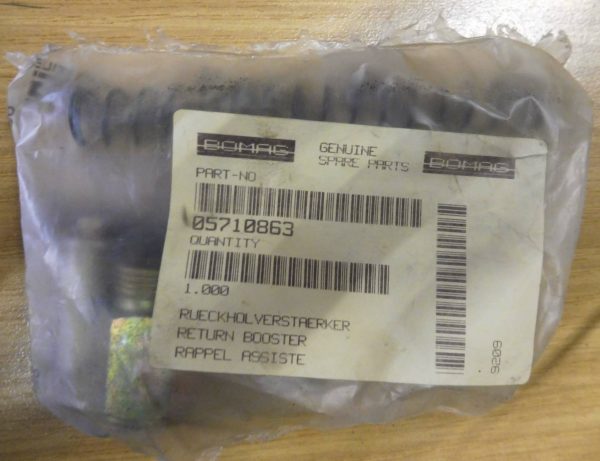 BOMAG
GENUINE
SPARE PARTS
BOMAG
PART-NO
05710863
QUANTITY
1.000
RUECKHOLVERSTAERKER
RETURN BOOSTER
RAPPEL ASSISTE
9209